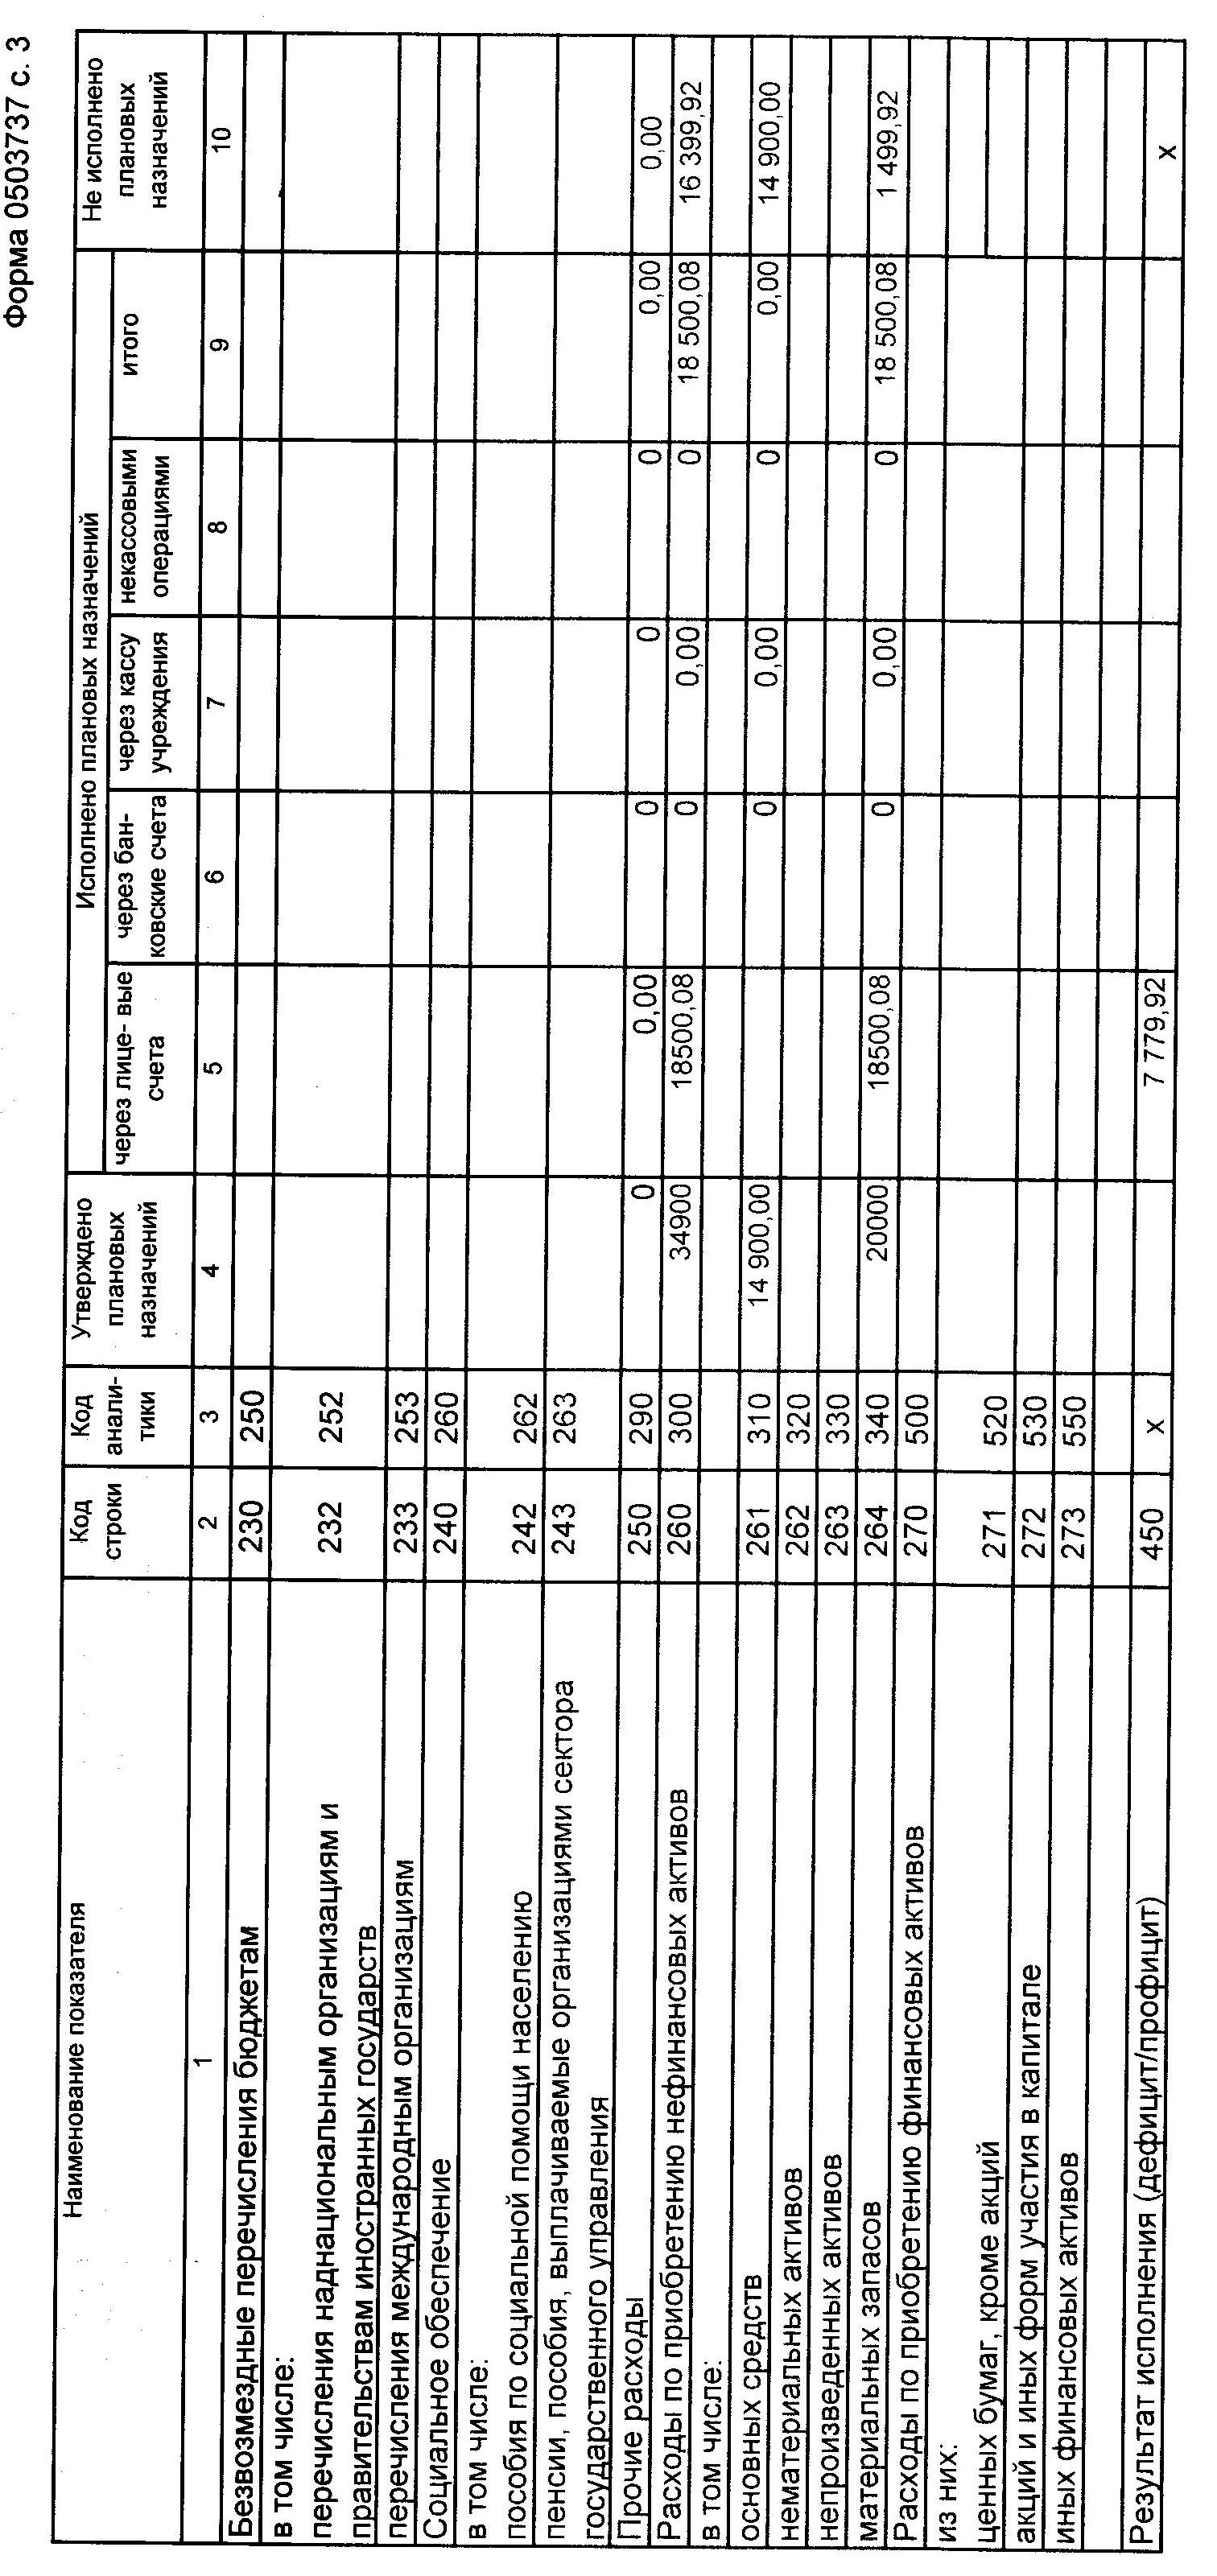 Форма 0503737 с. 3
Наименование показателя
Код строки
Код анали-тики
Утверждено плановых назначений
Исполнено плановых назначений
Не исполнено плановых назначений
через лице- вые счета
через бан-ковские счета
через кассу учреждения
некассовыми операциями
итого
1 2 3 4 5 6 7 8 9 10
Безвозмездные перечисления бюджетам 230 250
в том числе:
перечисления наднациональным организациям и
правительствам иностранных государств 232 252
перечисления международным организациям 233 253
Социальное обеспечение 240 260
в том числе:
пособия по социальной помощи населению 242 262
пенсии, пособия, выплачиваемые организациями сектора
государственного управления 243 263
Прочие расходы 250 290 0 0,00 0 0 0 0,00 0,00
Расходы по приобретению нефинансовых активов 260 300 34900 18500,08 0 0,00 0 18 500,08 16 399,92
в том числе:
основных средств 261 310 14 900,00 0 0,00 0 0,00 14 900,00
нематериальных активов 262 320
непроизведенных активов 263 330
материальных запасов 264 340 20000 18500,08 0 0,00 0 18 500,08 1 499,92
Расходы по приобретению финансовых активов 270 500
из них:
ценных бумаг, кроме акций 271 520
акций и иных форм участия в капитале 272 530
иных финансовых активов 273 550
Результат исполнения (дефицит/профицит) 450 x 7 779,92 x